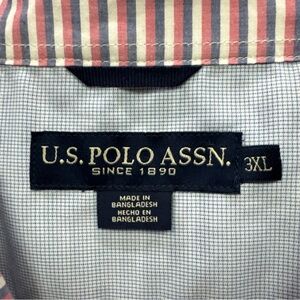 U.S. POLO ASSN.
SINCE 1890
3XL
MADE IN
BANGLADESH
HECHO EN
BANGLADESH